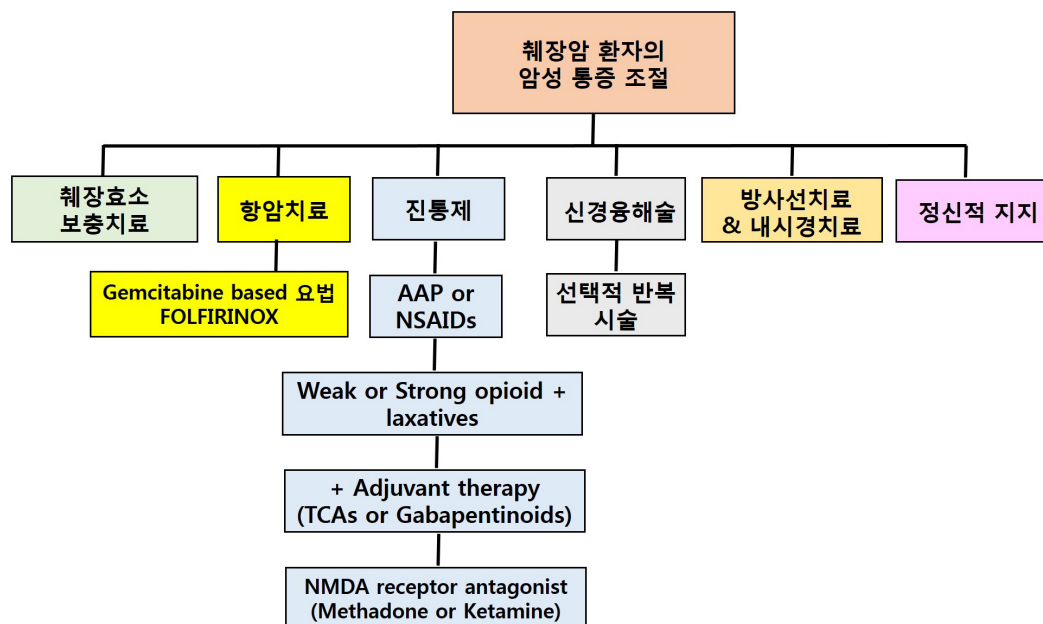 췌장암 환자의
암성 통증 조절
췌장효소
보충치료
항암치료
진통제
신경융해술
방사선치료
& 내시경치료
정신적 지지
Gemcitabine based 요법
FOLFIRINOX
AAP or
NSAIDs
선택적 반복
시술
Weak or Strong opioid +
laxatives
+ Adjuvant therapy
(TCAs or Gabapentinoids)
NMDA receptor antagonist
(Methadone or Ketamine)